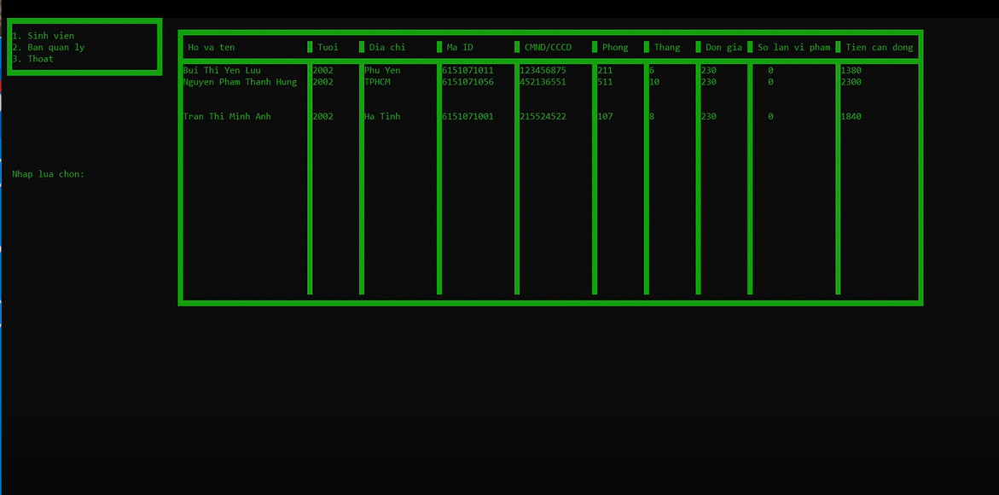 1. Sinh vien
2. Ban quan ly
3. Thoat
Nhap lua chon:
Ho va ten Tuoi Dia chi Ma ID CMND/CCCD Phong Thang Don gia So lan vi pham Tien can dong
Bui Thi Yen Luu 2002 Phu Yen 6151071011 123456875 211 6 230 0 1380
Nguyen Pham Thanh Hung 2002 TPHCM 6151071056 452136551 511 10 230 0 2300
Tran Thi Minh Anh 2002 Ha Tinh 6151071001 215524522 107 8 230 0 1840